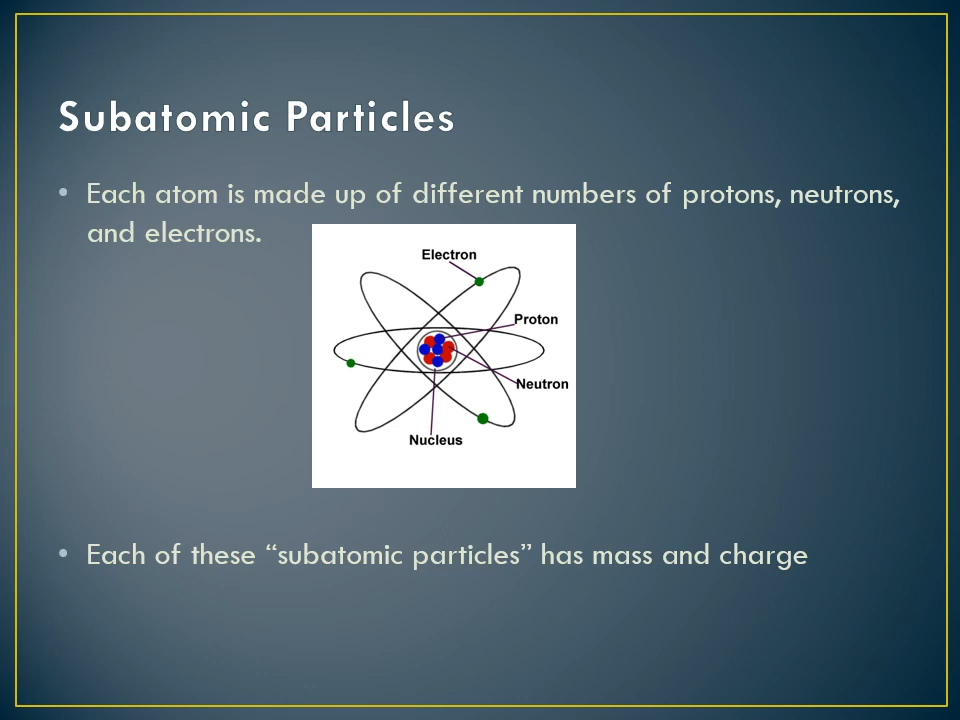 Subatomic Particles
• Each atom is made up of different numbers of protons, neutrons,
and electrons.
Electron
Proton
Neutron
Nucleus
• Each of these “subatomic particles” has mass and charge